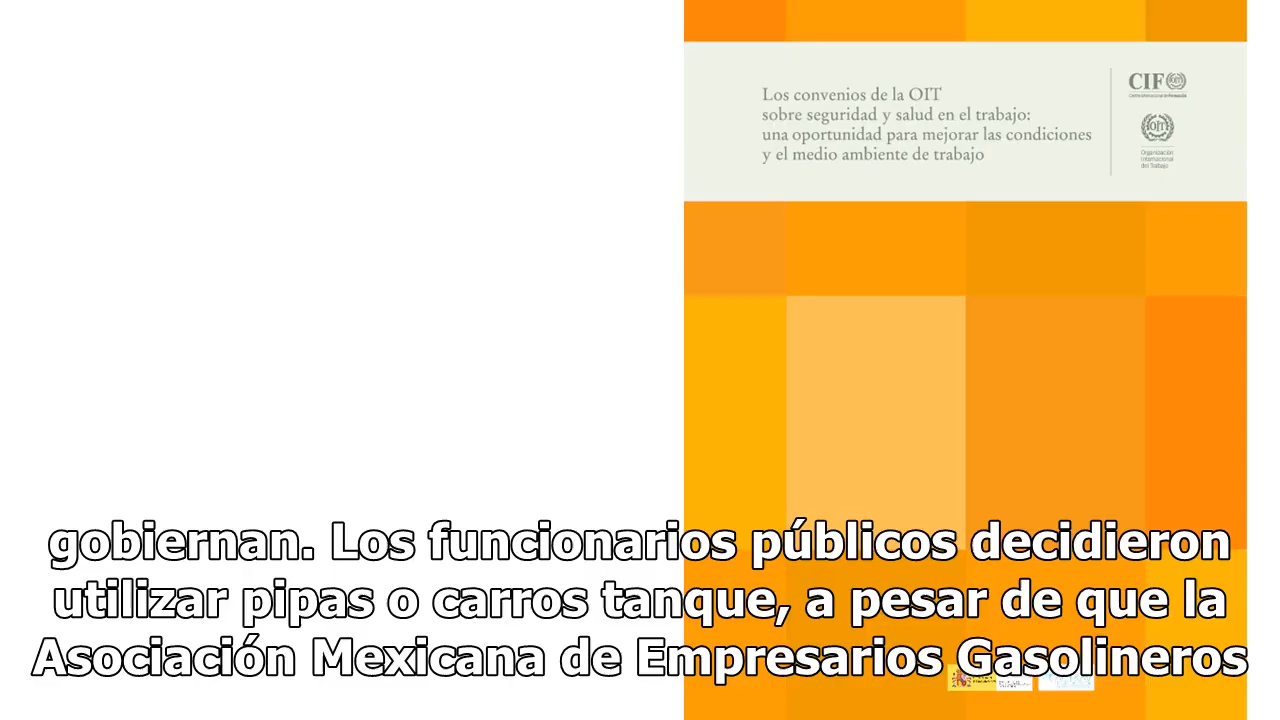 Los convenios de la OIT
sobre seguridad y salud en el trabajo:
una oportunidad para mejorar las condiciones
y el medio ambiente de trabajo
CIF
OIT
Organización
Internacional
del Trabajo
gobiernan. Los funcionarios públicos decidieron
utilizar pipas o carros tanque, a pesar de que la
Asociación Mexicana de Empresarios Gasolineros